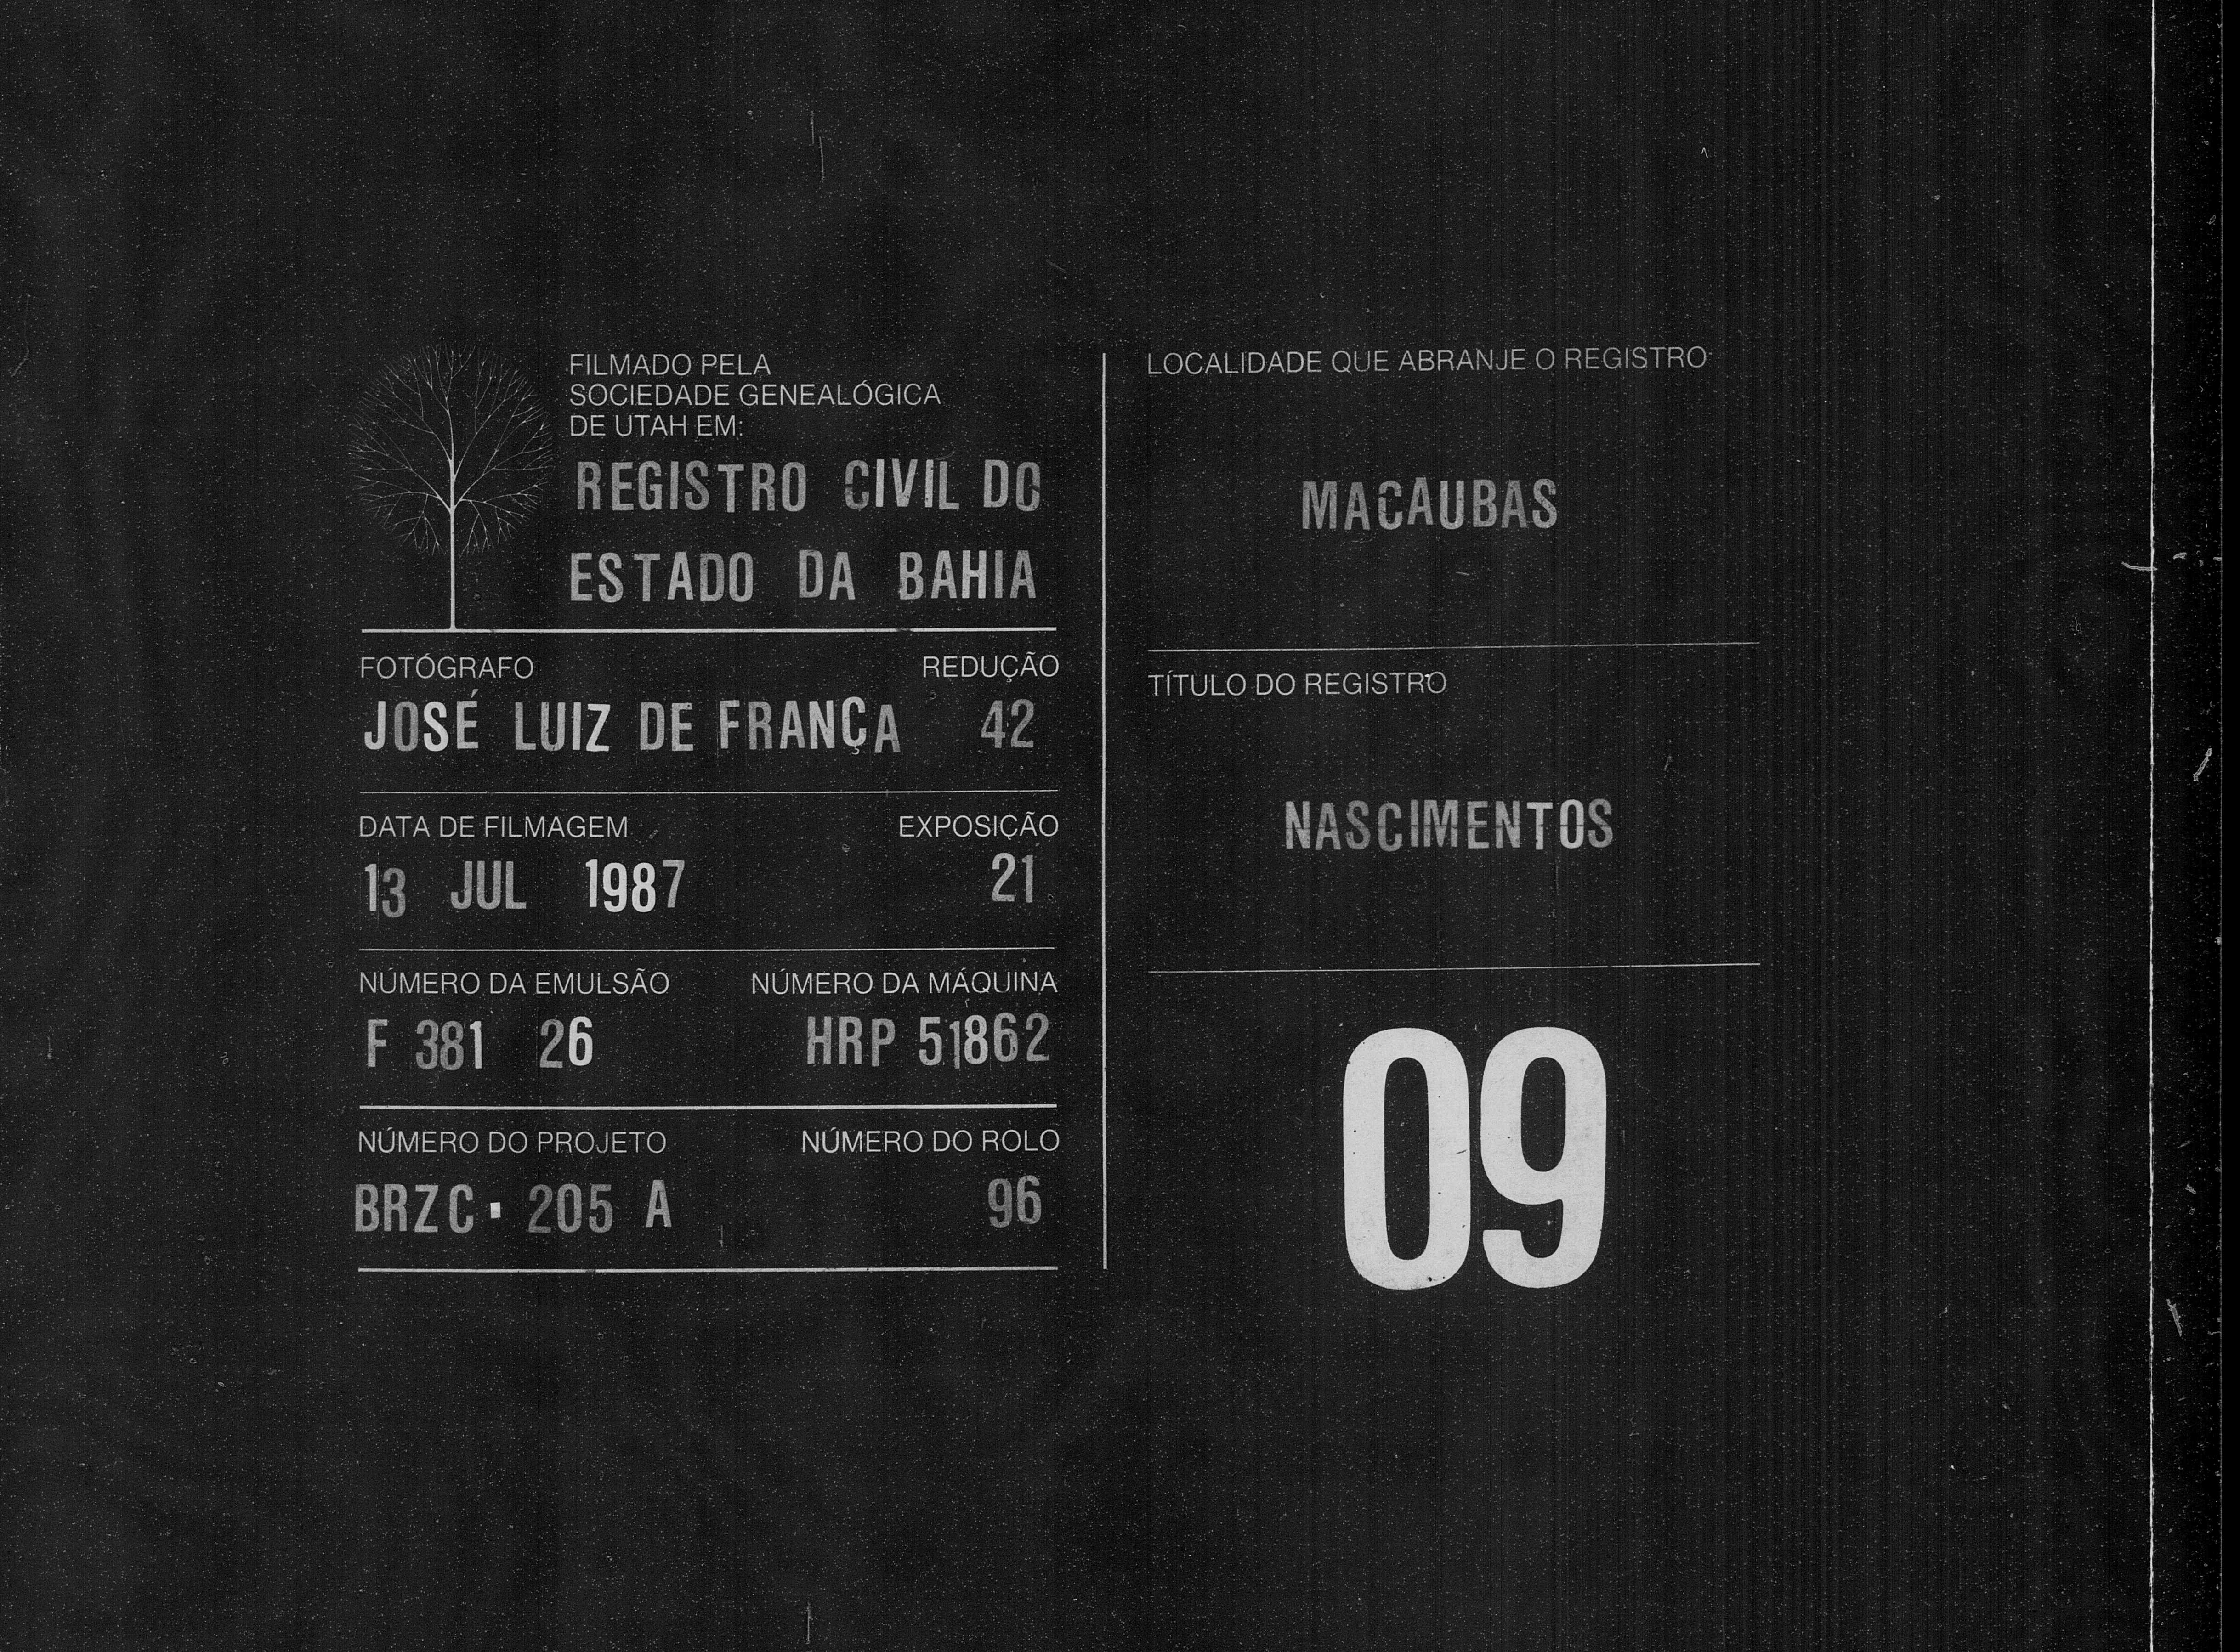 FILMADO PELA
SOCIEDADE GENEALÓGICA
DE UTAH EM:
REGISTRO CIVIL DO
ESTADO DA BAHIA
FOTÓGRAFO REDUÇÃO
JOSÉ LUIZ DE FRANÇA 42
DATA DE FILMAGEM EXPOSIÇÃO
13 JUL 1987 21
NÚMERO DA EMULSÃO NÚMERO DA MÁQUINA
F 381 26 HRP 51862
NÚMERO DO PROJETO NÚMERO DO ROLO
BRZC. 205 A 96
LOCALIDADE QUE ABRANJE O REGISTRO
MACAUBAS
TÍTULO DO REGISTRO
NASCIMENTOS
09